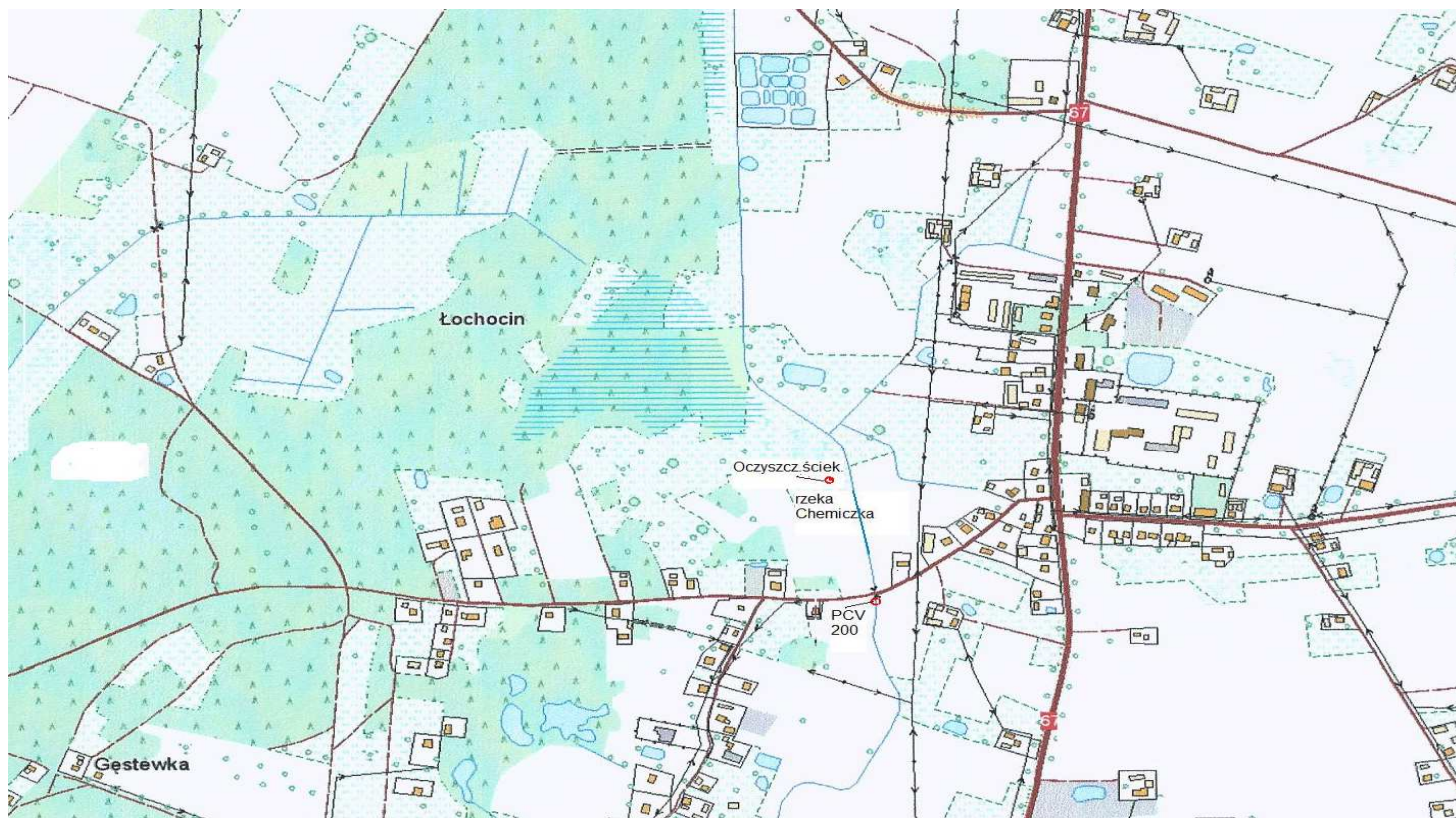 67
Łochocin
Oczyszcz.ściek.
rzeka
Chemiczka
PCV
200
67
Gęstewka